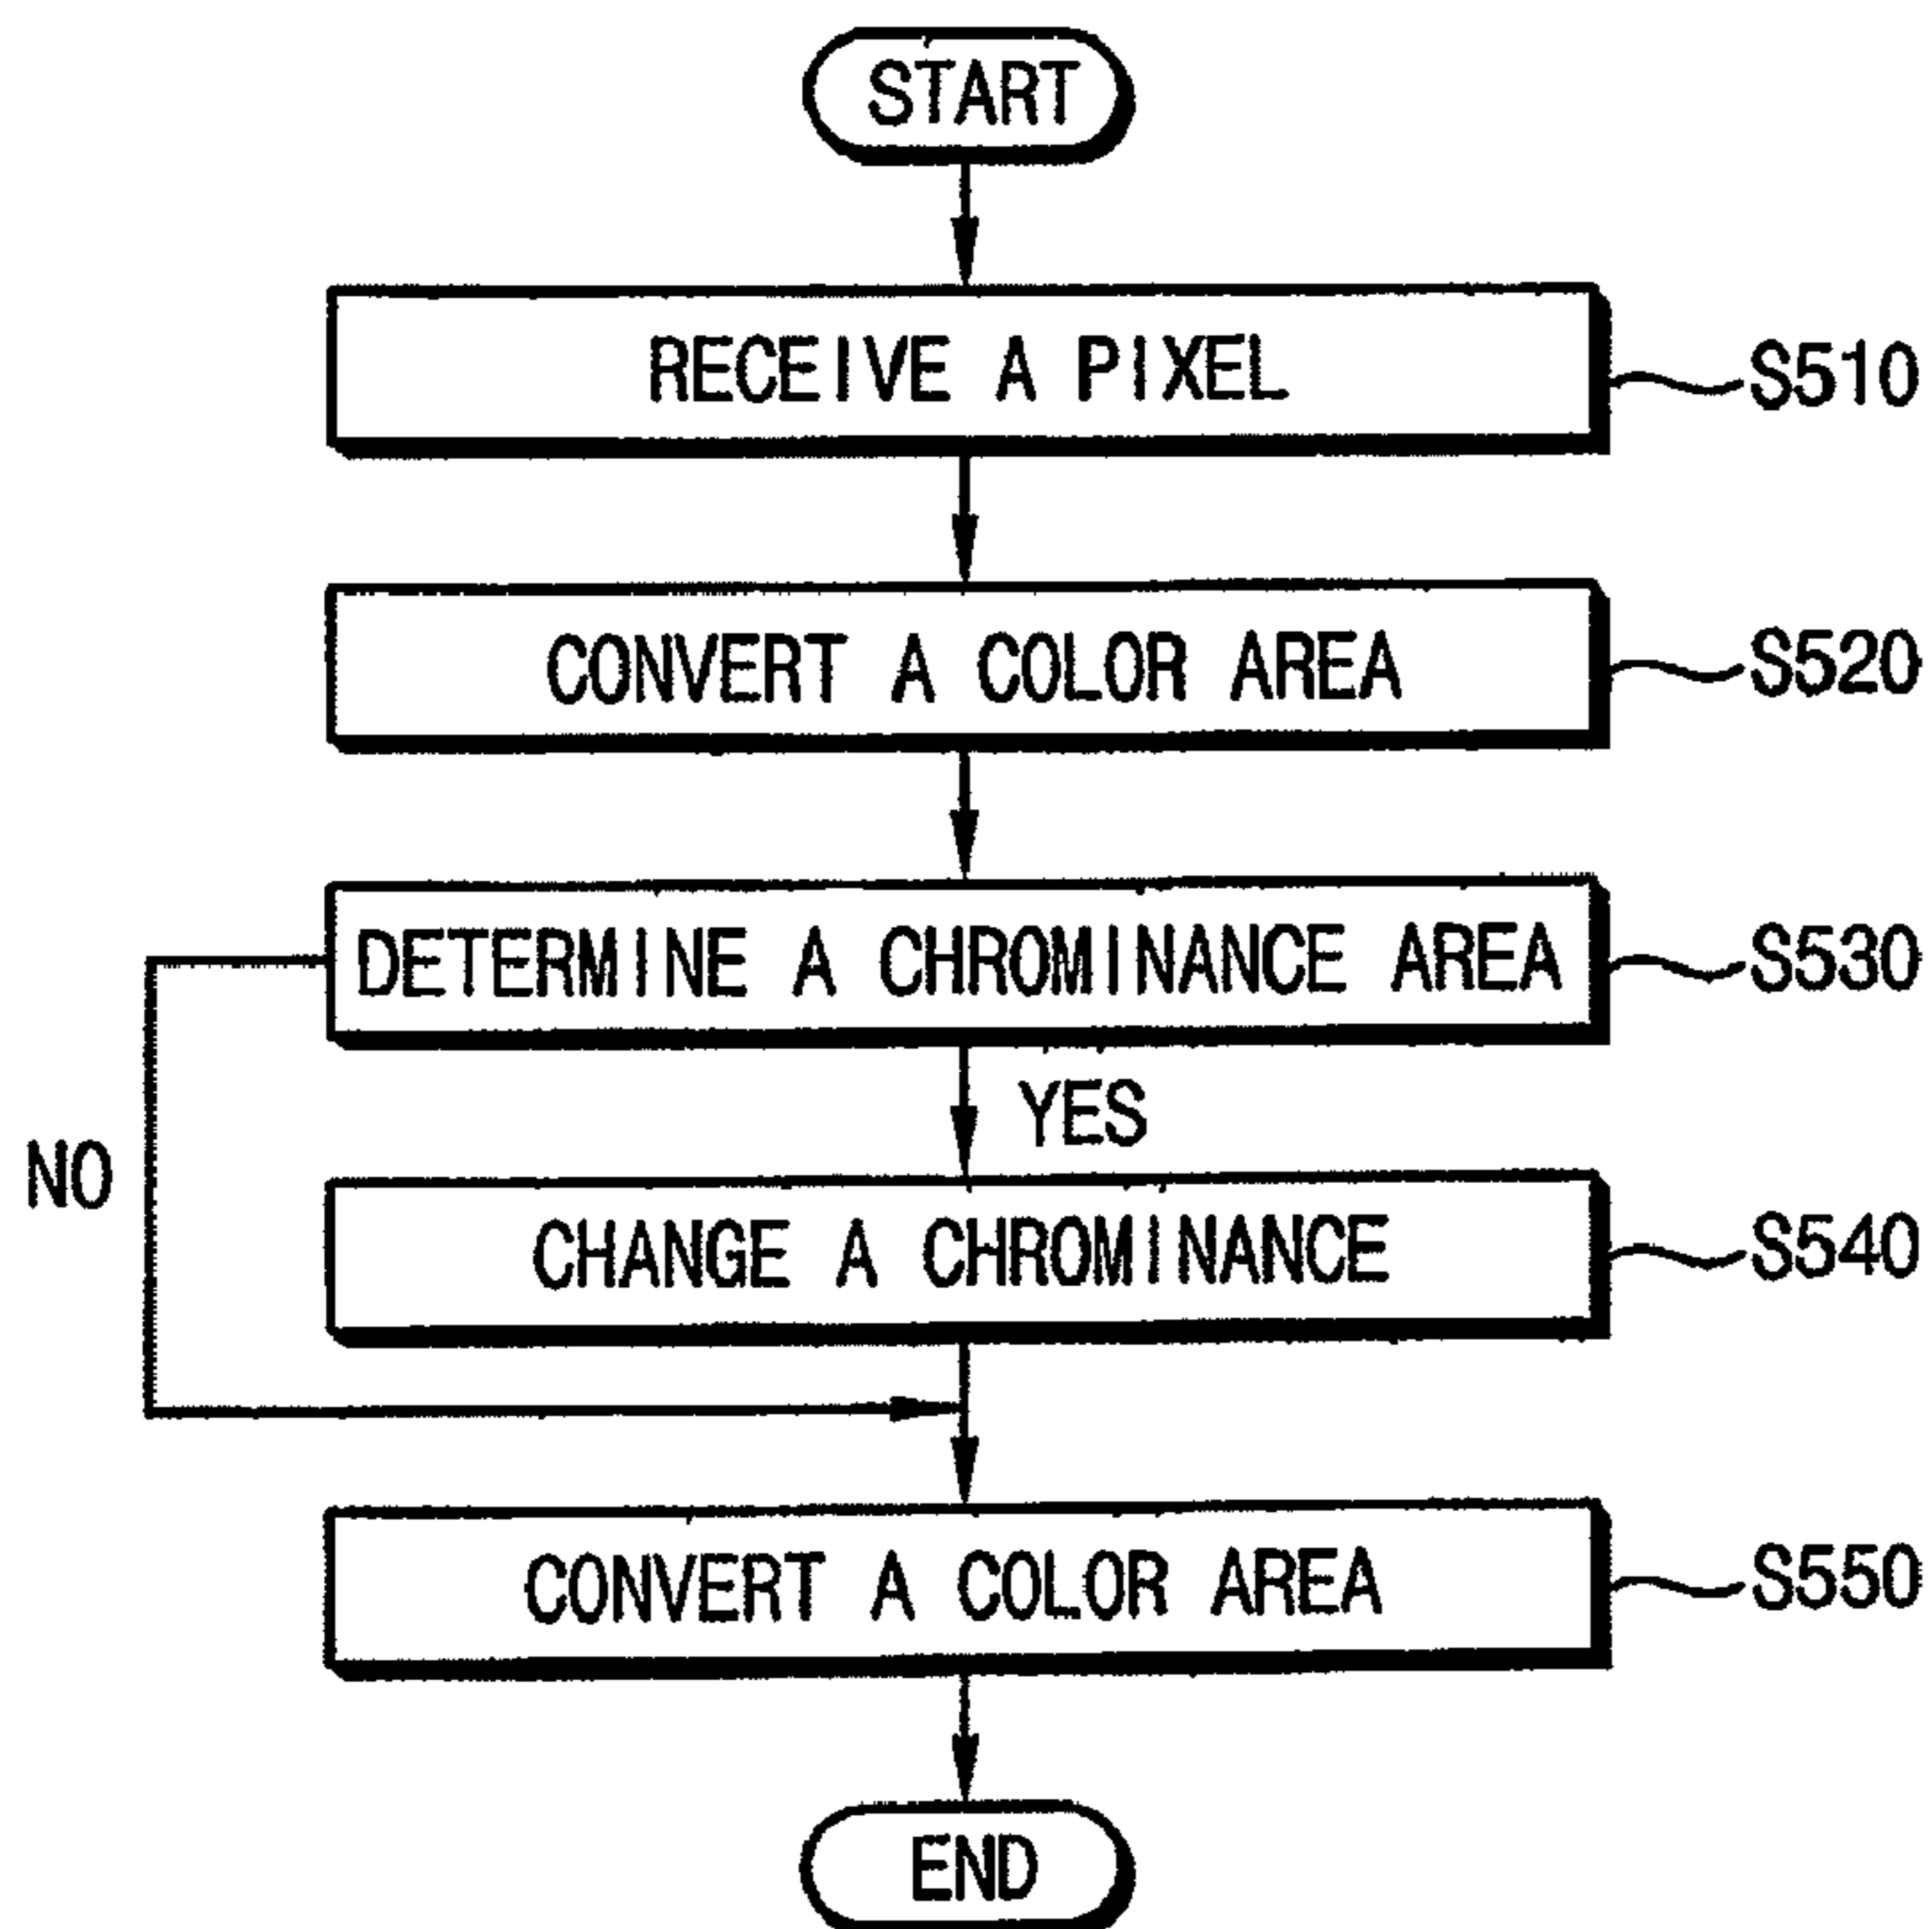 START
RECEIVE A PIXEL
S510
CONVERT A COLOR AREA
S520
DETERMINE A CHROMINANCE AREA
S530
YES
NO
CHANGE A CHROMINANCE
S540
CONVERT A COLOR AREA
S550
END